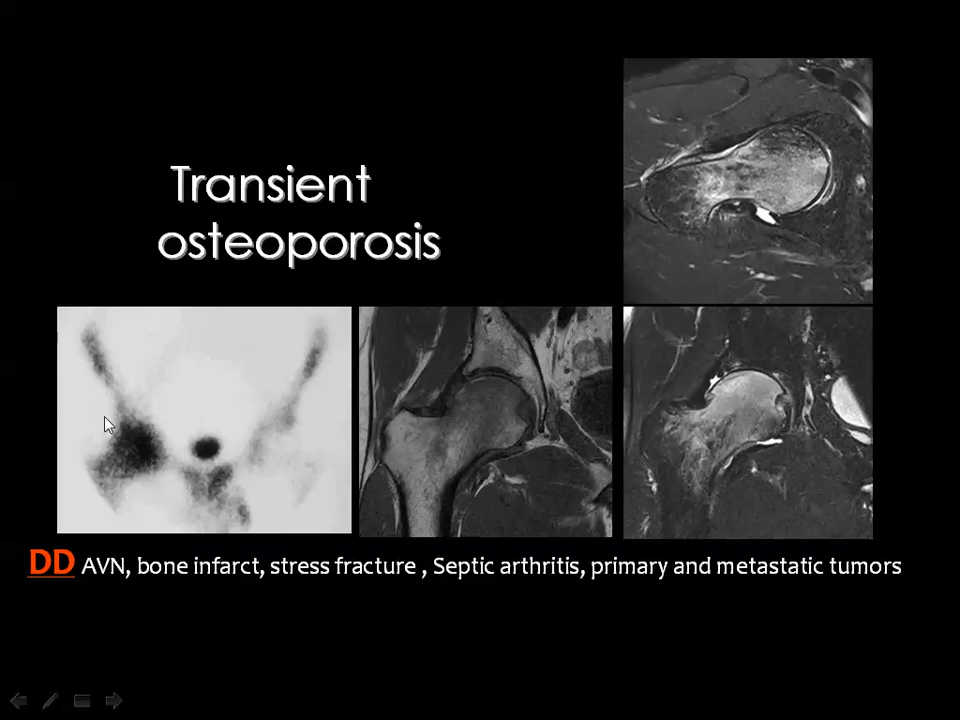 Transient
osteoporosis
DD AVN, bone infarct, stress fracture , Septic arthritis, primary and metastatic tumors